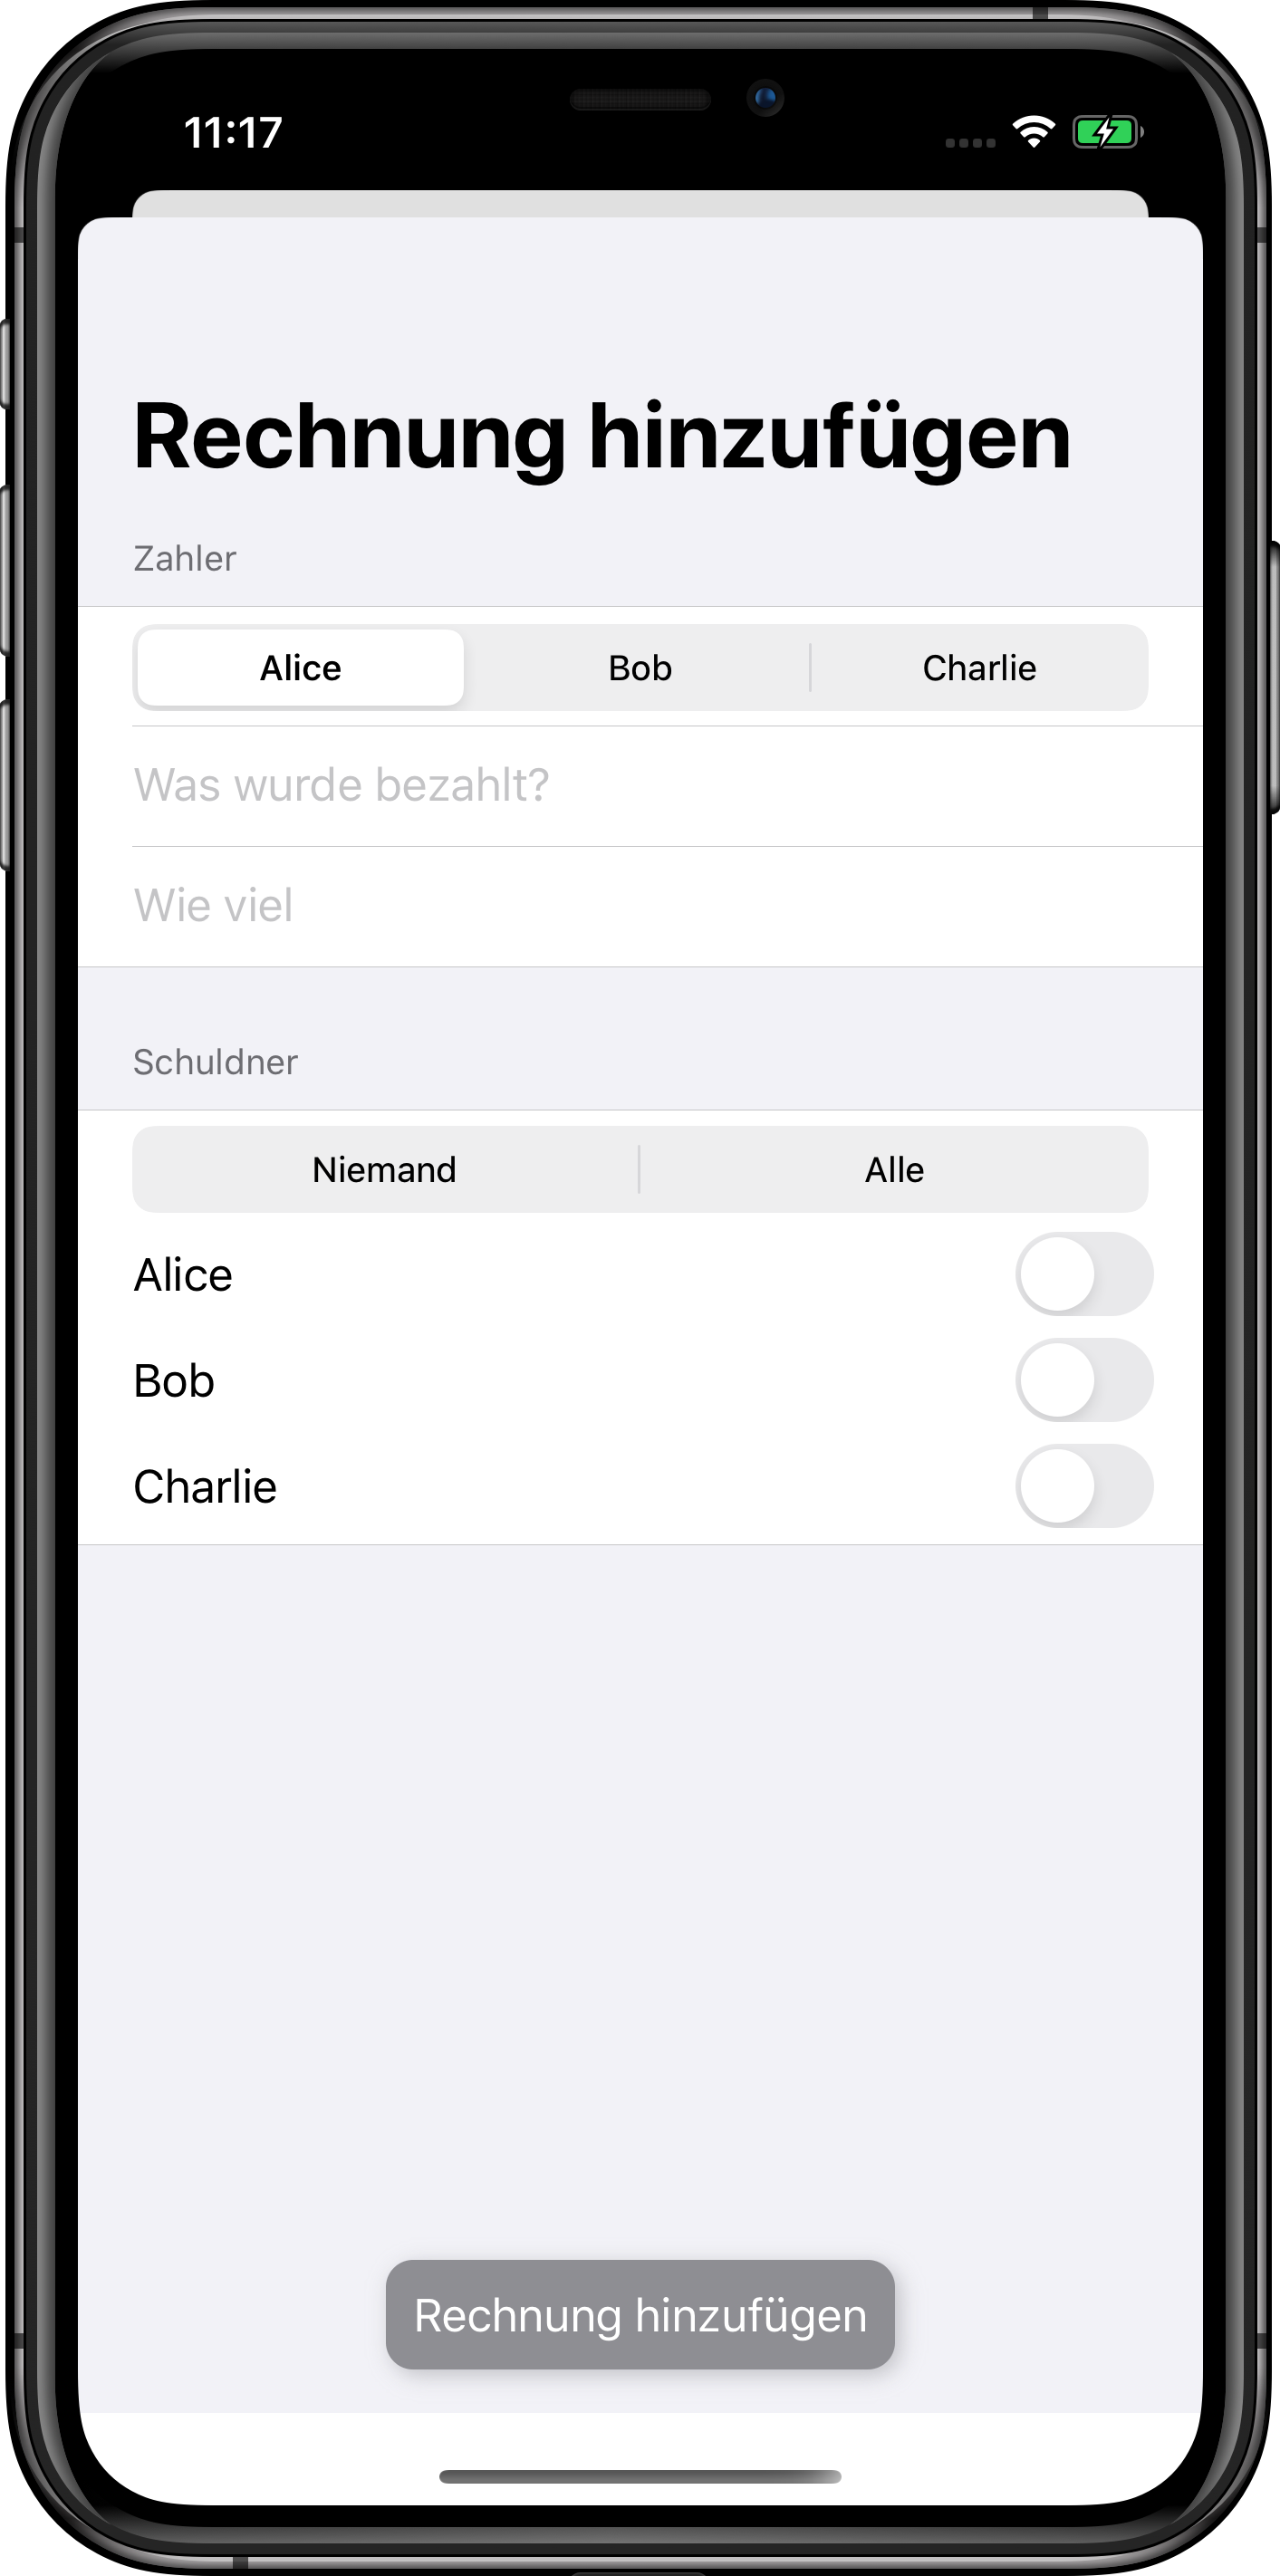 11:17
Rechnung hinzufügen
Zahler
Alice Bob Charlie
Was wurde bezahlt?
Wie viel
Schuldner
Niemand Alle
Alice
Bob
Charlie
Rechnung hinzufügen